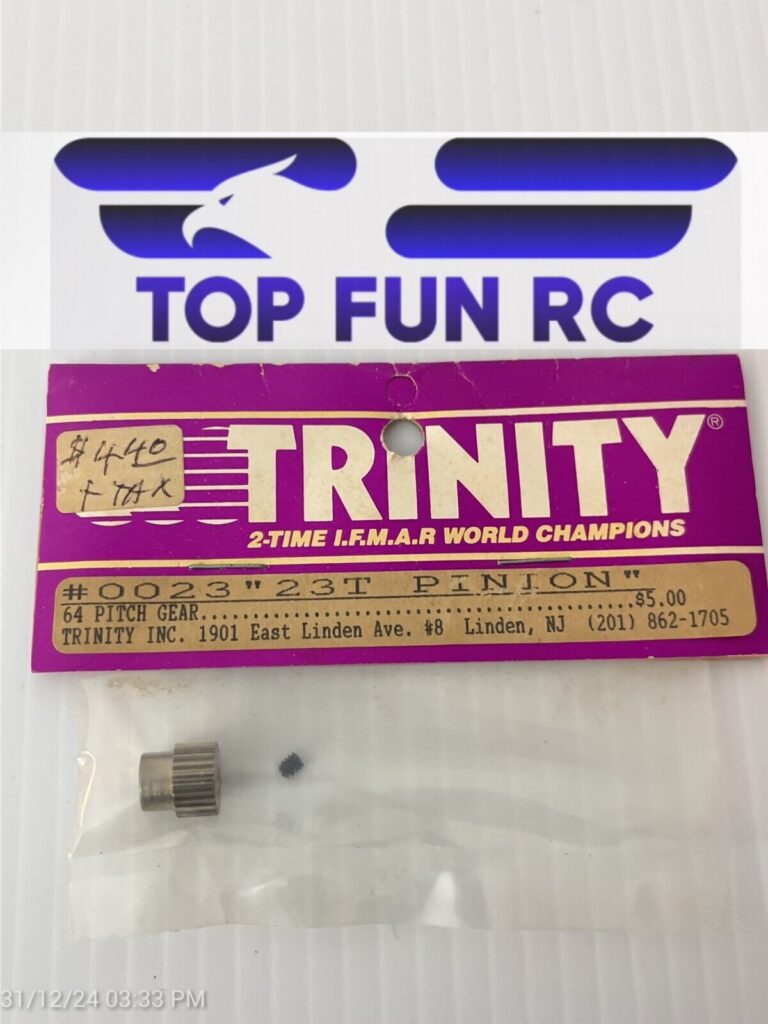 TOP FUN RC
$4.40
+ TAX
TRINITY®
2-TIME I.F.M.A.R WORLD CHAMPIONS
#0023 "23T PINION"
64 PITCH GEAR............................................$5.00
TRINITY INC. 1901 East Linden Ave. #8 Linden, NJ (201) 862-1705
31/12/24 03:33 PM